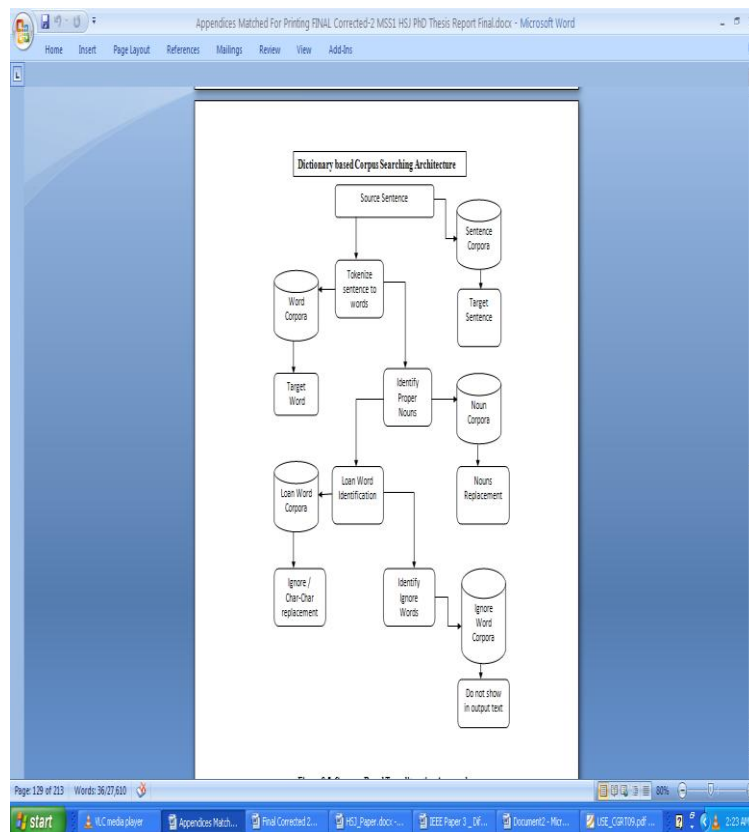 Appendices Matched For Printing FINAL Corrected-2 MSS1 HSJ PhD Thesis Report Final.docx - Microsoft Word
Home Insert Page Layout References Mailings Review View Add-Ins
Dictionary based Corpus Searching Architecture
Source Sentence
Sentence
Corpora
Tokenize
sentence to
words
Word
Corpora
Target
Sentence
Target
Word
Identify
Proper
Nouns
Noun
Corpora
Loan Word
Corpora
Loan Word
Identification
Nouns
Replacement
Ignore /
Char-Char
replacement
Identify
Ignore
Words
Ignore
Word
Corpora
Do not show
in output text
Page: 129 of 213 Words: 36/27,610 80%
start VLC media player Appendices Match... Final Corrected 2... HSJ_Paper.docx -... IEEE Paper 3 _Dif... Document2 - Micr... USE_CGRT09.pdf ... 2:23 AM